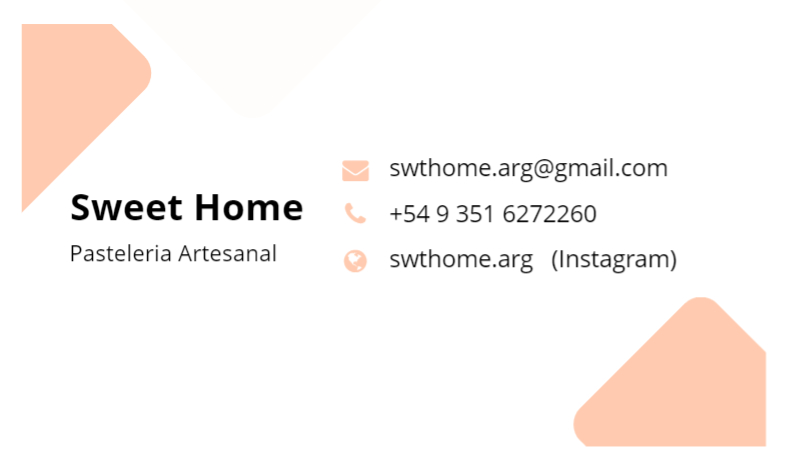 Sweet Home
Pasteleria Artesanal
swthome.arg@gmail.com
+54 9 351 6272260
swthome.arg (Instagram)